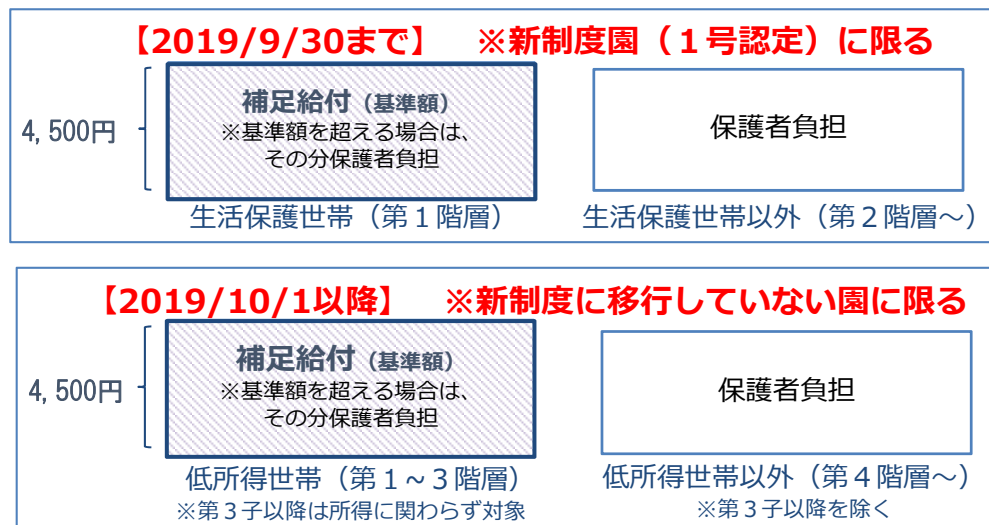 【2019/9/30まで】　※新制度園（１号認定）に限る
4,500円
補足給付（基準額）
※基準額を超える場合は、
その分保護者負担
保護者負担
生活保護世帯（第１階層）
生活保護世帯以外（第２階層～）
【2019/10/1以降】　※新制度に移行していない園に限る
4,500円
補足給付（基準額）
※基準額を超える場合は、
その分保護者負担
保護者負担
低所得世帯（第１~３階層）
※第３子以降は所得に関わらず対象
低所得世帯以外（第４階層～）
※第３子以降を除く